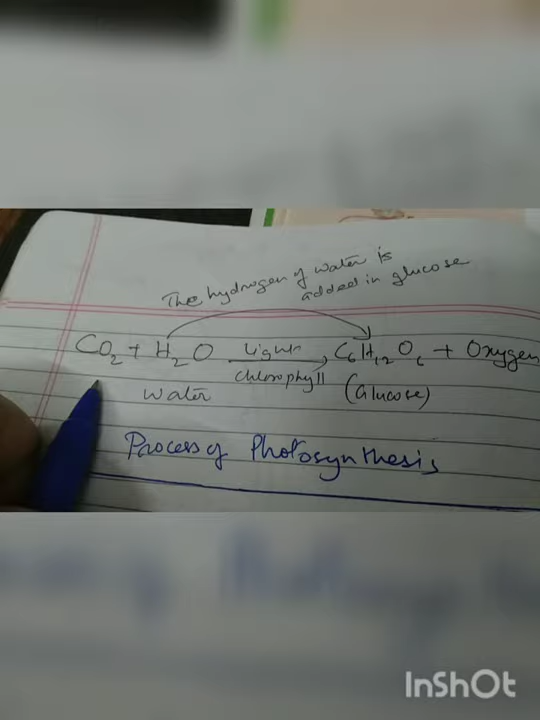 The hydrogen of water is
added in glucose
CO2 + H2O Light C6H12O6 + Oxygen
chlorophyll
water (Glucose)
Process of Photosynthesis
InShOt